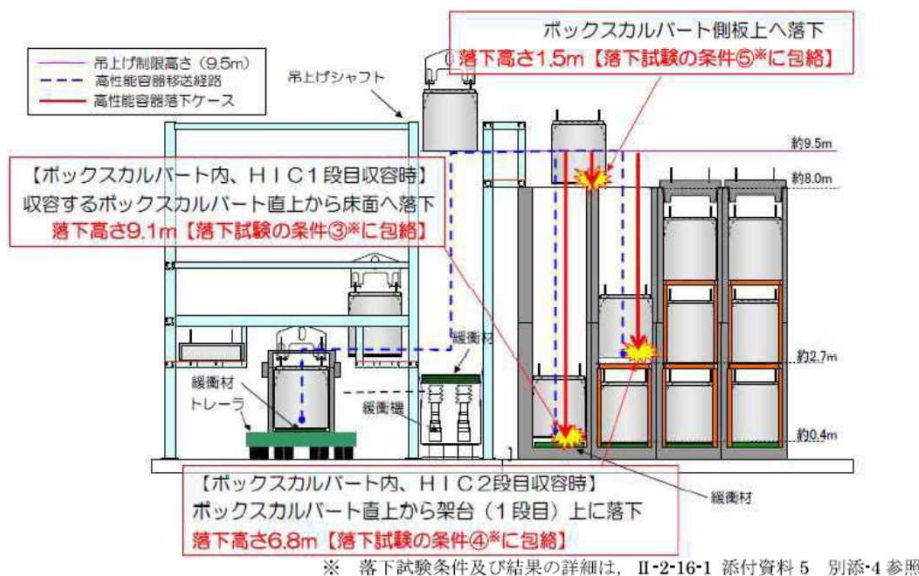 ボックスカルバート側板上へ落下
落下高さ1.5m【落下試験の条件⑤※に包絡】
吊上げ制限高さ（9.5m）
高性能容器移送経路
高性能容器落下ケース
吊上げシャフト
約9.5m
約8.0m
【ボックスカルバート内、HIC1段目収容時】
収容するボックスカルバート直上から床面へ落下
落下高さ9.1m【落下試験の条件③※に包絡】
緩衝材
約2.7m
緩衝材
トレーラ
緩衝機
約0.4m
緩衝材
【ボックスカルバート内、HIC2段目収容時】
ボックスカルバート直上から架台（1段目）上に落下
落下高さ6.8m【落下試験の条件④※に包絡】
※ 落下試験条件及び結果の詳細は，Ⅱ-2-16-1 添付資料5 別添-4参照